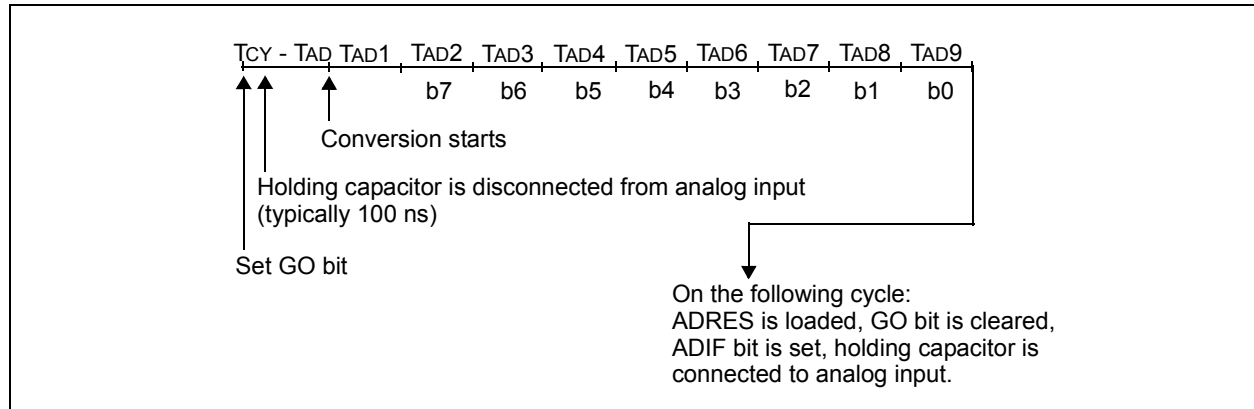 TCY - TAD TAD1 TAD2 TAD3 TAD4 TAD5 TAD6 TAD7 TAD8 TAD9
b7 b6 b5 b4 b3 b2 b1 b0
Conversion starts
Holding capacitor is disconnected from analog input
(typically 100 ns)
Set GO bit
On the following cycle:
ADRES is loaded, GO bit is cleared,
ADIF bit is set, holding capacitor is
connected to analog input.